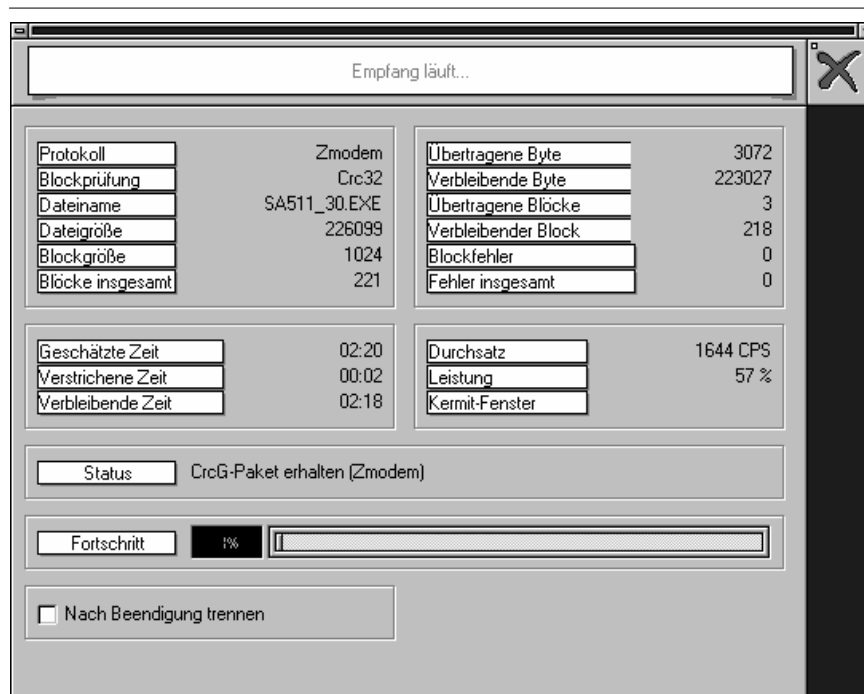 Empfang läuft...
Protokoll Zmodem
Blockprüfung Crc32
Dateiname SA511_30.EXE
Dateigröße 226099
Blockgröße 1024
Blöcke insgesamt 221
Übertragene Byte 3072
Verbleibende Byte 223027
Übertragene Blöcke 3
Verbleibender Block 218
Blockfehler 0
Fehler insgesamt 0
Geschätzte Zeit 02:20
Verstrichene Zeit 00:02
Verbleibende Zeit 02:18
Durchsatz 1644 CPS
Leistung 57 %
Kermit-Fenster
Status CrcG-Paket erhalten (Zmodem)
Fortschritt 1%
Nach Beendigung trennen